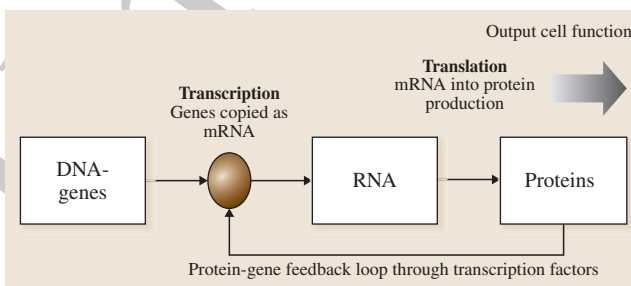 Output cell function
Transcription
Genes copied as
mRNA
Translation
mRNA into protein
production
DNA-
genes
RNA
Proteins
Protein-gene feedback loop through transcription factors